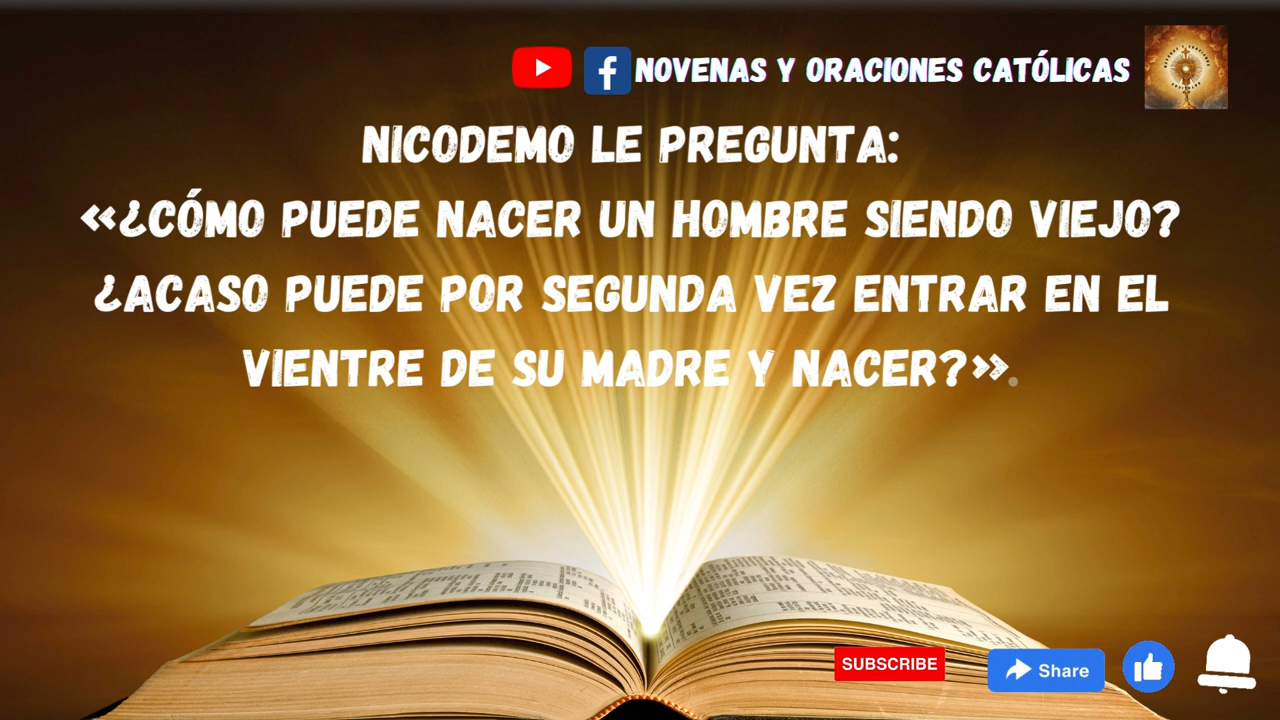 NOVENAS Y ORACIONES CATÓLICAS
NICODEMO LE PREGUNTA:
«¿CÓMO PUEDE NACER UN HOMBRE SIENDO VIEJO?
¿ACASO PUEDE POR SEGUNDA VEZ ENTRAR EN EL
VIENTRE DE SU MADRE Y NACER?».
SUBSCRIBE
Share